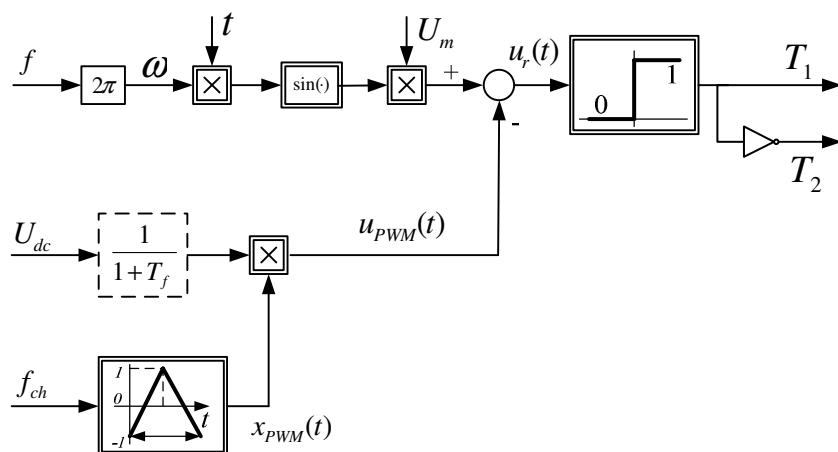 t
U_m
f
2π
ω
×
sin(·)
×
+
-
u_r(t)
0
1
T_1
T_2
U_dc
1
1+T_f
×
u_PWM(t)
f_ch
1
0
-1
t
x_PWM(t)